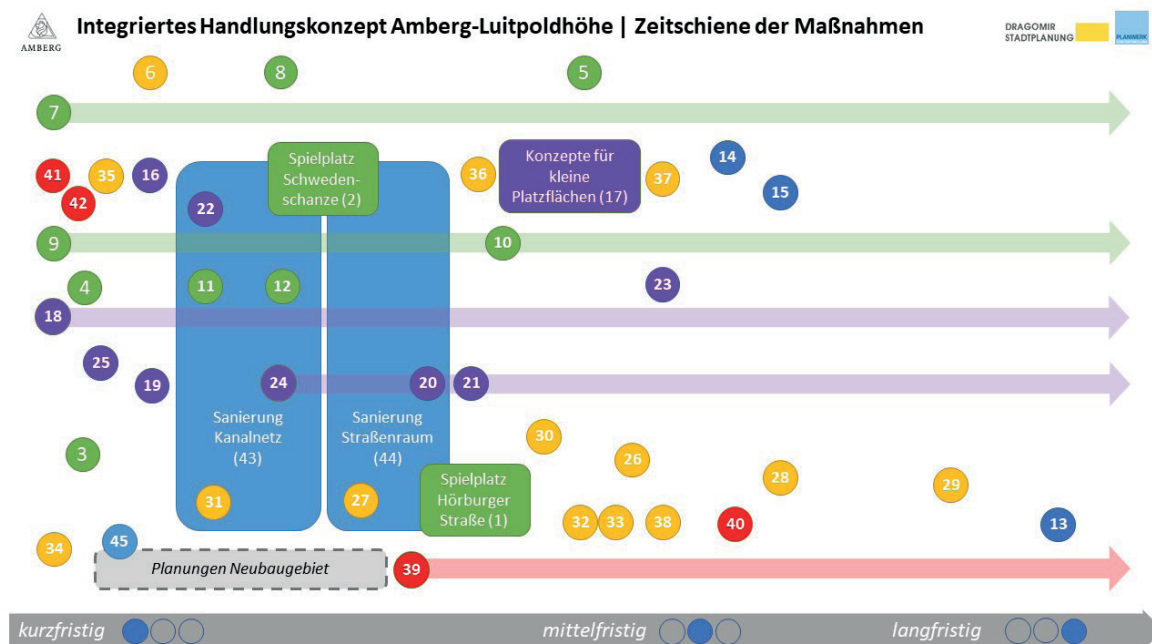 Integriertes Handlungskonzept Amberg-Luitpoldhöhe | Zeitschiene der Maßnahmen
AMBERG
DRAGOMIR
STADTPLANUNG
PLANWERK
6
8
5
7
41
42
35
16
22
Spielplatz
Schweden-
schanze (2)
36
Konzepte für
kleine
Platzflächen (17)
37
14
15
9
10
4
11
12
23
18
25
19
24
20
21
Sanierung
Kanalnetz
(43)
Sanierung
Straßenraum
(44)
3
30
26
28
29
31
27
Spielplatz
Hörburger
Straße (1)
32
33
38
40
13
34
45
Planungen Neubaugebiet
39
kurzfristig
mittelfristig
langfristig